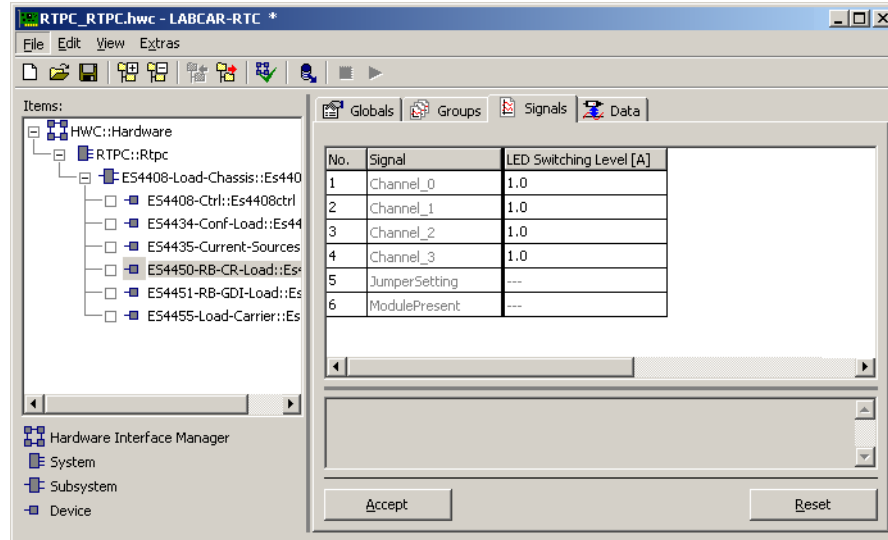 RTPC_RTPC.hwc - LABCAR-RTC *
File Edit View Extras
Items:
HWC::Hardware
RTPC::Rtpc
ES4408-Load-Chassis::Es440
ES4408-Ctrl::Es4408ctrl
ES4434-Conf-Load::Es44
ES4435-Current-Sources
ES4450-RB-CR-Load::Es4
ES4451-RB-GDI-Load::Es
ES4455-Load-Carrier::Es
Hardware Interface Manager
System
Subsystem
Device
Globals Groups Signals Data
No. Signal LED Switching Level [A]
1 Channel_0 1.0
2 Channel_1 1.0
3 Channel_2 1.0
4 Channel_3 1.0
5 JumperSetting ---
6 ModulePresent ---
Accept Reset